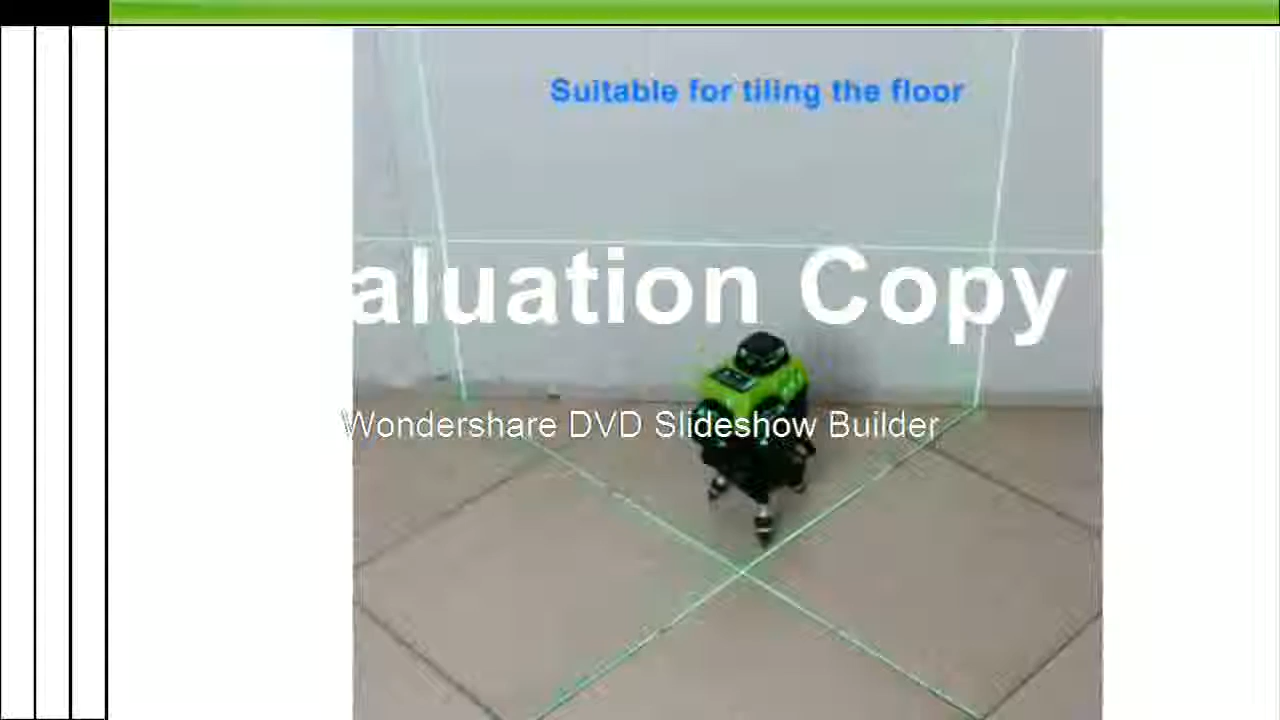 Suitable for tiling the floor
aluation Copy
Wondershare DVD Slideshow Builder